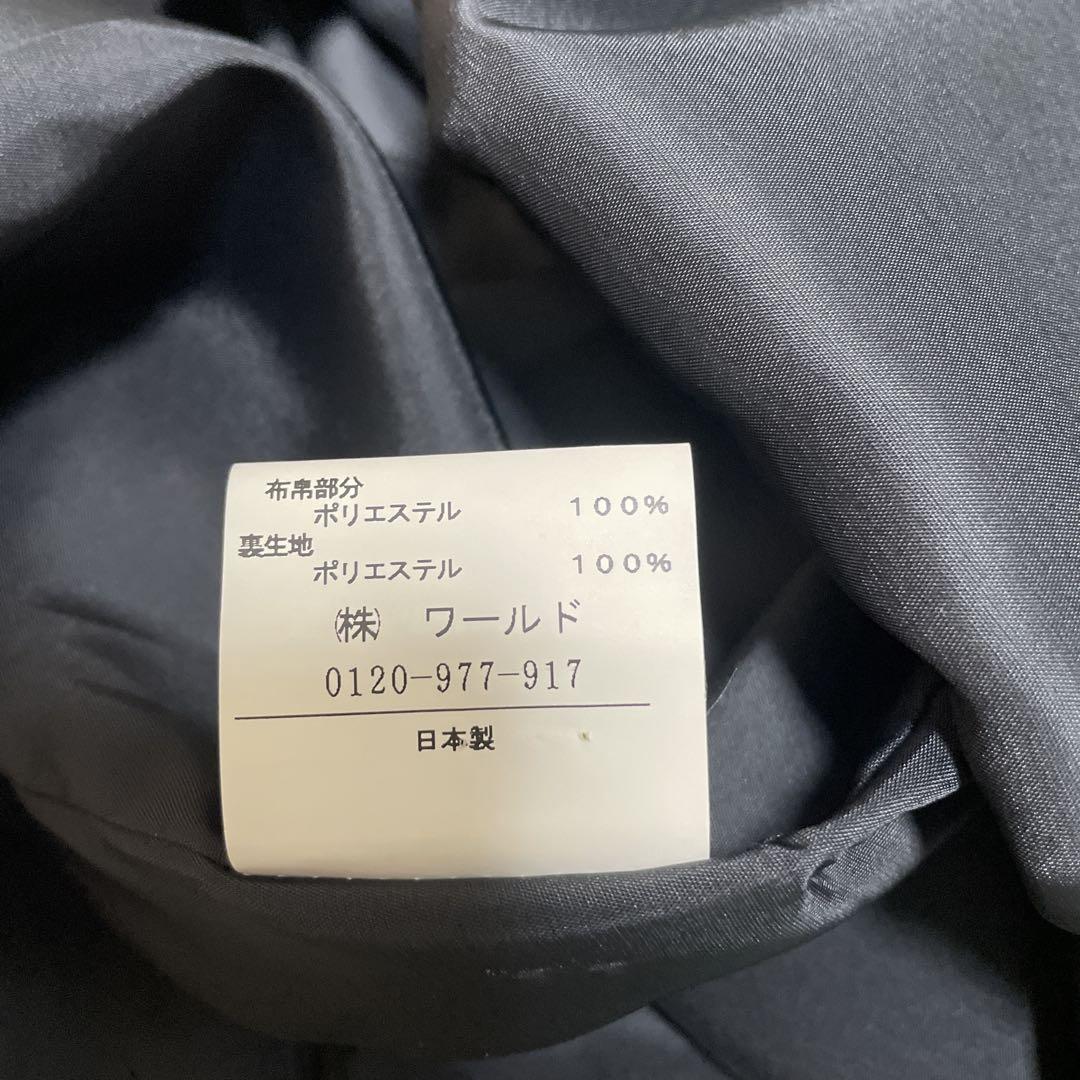 布帛部分
ポリエステル 100%
裏生地
ポリエステル 100%
㈱ ワールド
0120-977-917
日本製